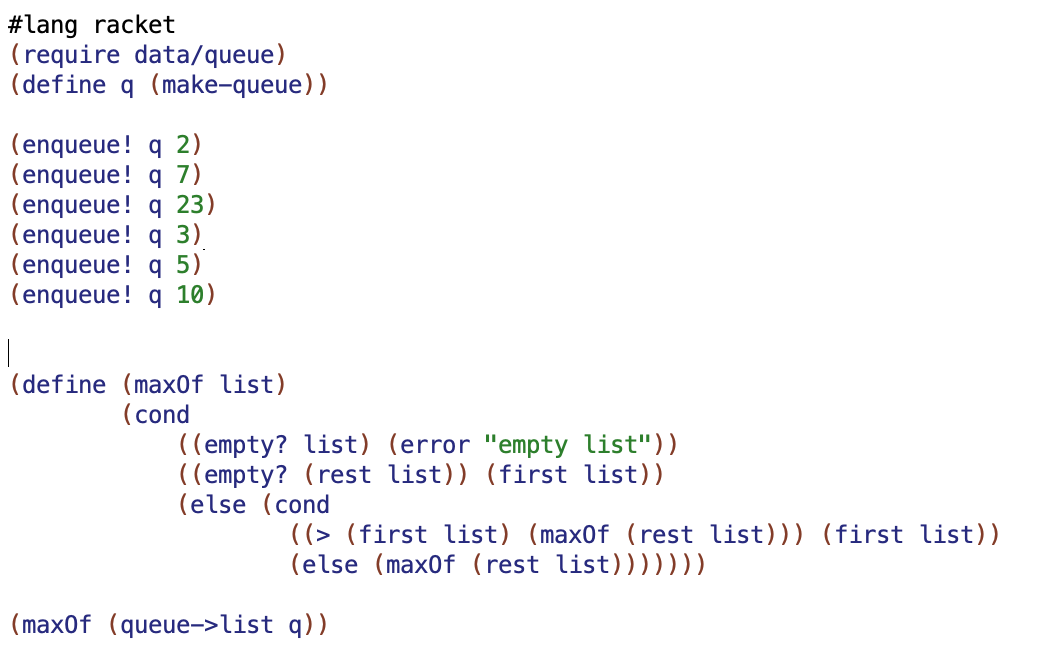 #lang racket
(require data/queue)
(define q (make-queue))
(enqueue! q 2)
(enqueue! q 7)
(enqueue! q 23)
(enqueue! q 3)
(enqueue! q 5)
(enqueue! q 10)
(define (maxOf list)
(cond
((empty? list) (error "empty list"))
((empty? (rest list)) (first list))
(else (cond
((> (first list) (maxOf (rest list))) (first list))
(else (maxOf (rest list)))))))
(maxOf (queue->list q))